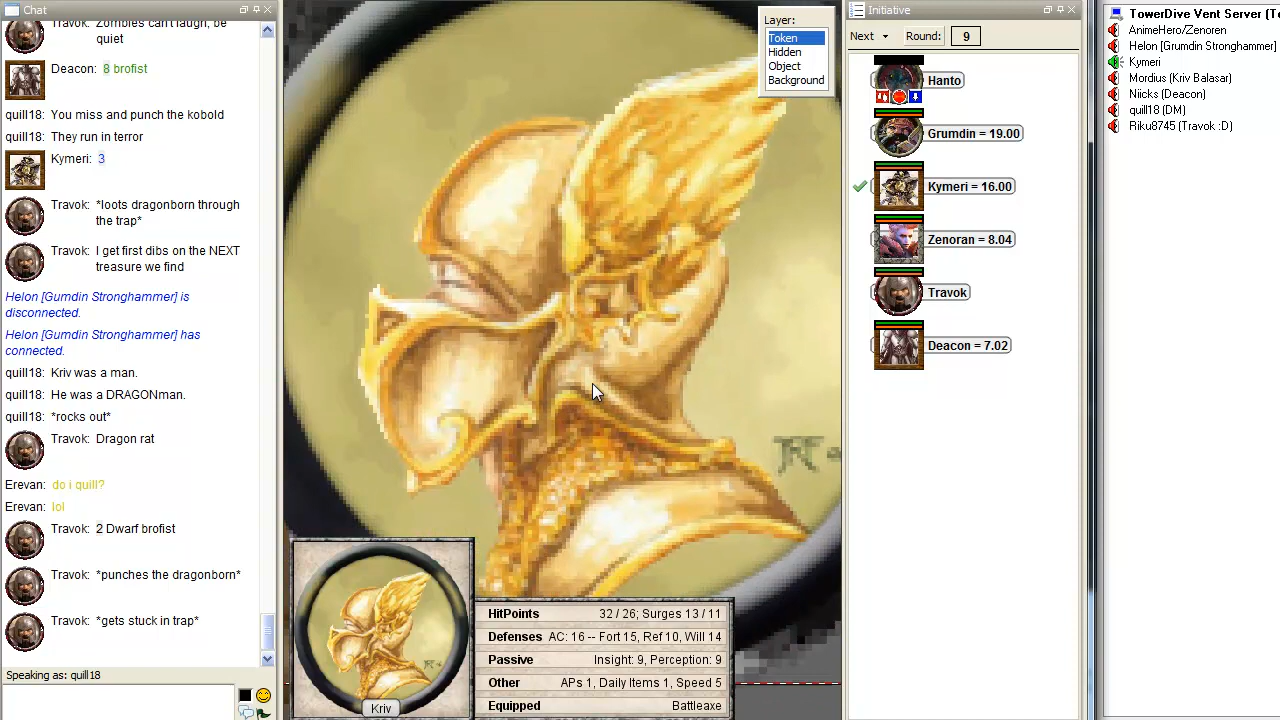 Chat
Travok: Zombies can't laugh, be
quiet
Deacon: 8 brofist
quill18: You miss and punch the kobold
quill18: They run in terror
Kymeri: 3
Travok: *loots dragonborn through
the trap*
Travok: I get first dibs on the NEXT
treasure we find
Helon [Gumdin Stronghammer] is
disconnected.
Helon [Gumdin Stronghammer] has
connected.
quill18: Kriv was a man.
quill18: He was a DRAGONman.
quill18: *rocks out*
Travok: Dragon rat
Erevan: do i quill?
Erevan: lol
Travok: 2 Dwarf brofist
Travok: *punches the dragonborn*
Travok: *gets stuck in trap*
Speaking:
quill18
Layer:
Token
Hidden
Object
Background
Kriv
HitPoints 32 / 26; Surges 13 / 11
Defenses AC: 16 -- Fort 15, Ref 10, Will 14
Passive Insight: 9, Perception: 9
Other APs 1, Daily Items 1, Speed 5
Equipped Battleaxe
Initiative
Next Round: 9
Hanto
Grumdin = 19.00
Kymeri = 16.00
Zenoran = 8.04
Travok
Deacon = 7.02
TowerDive Vent Server
AnimeHero/Zenoran
Helon [Grumdin Stronghammer]
Kymeri
Mordius (Kriv Balasar)
Niicks (Deacon)
quill18 (DM)
Riku8745 (Travok :D)